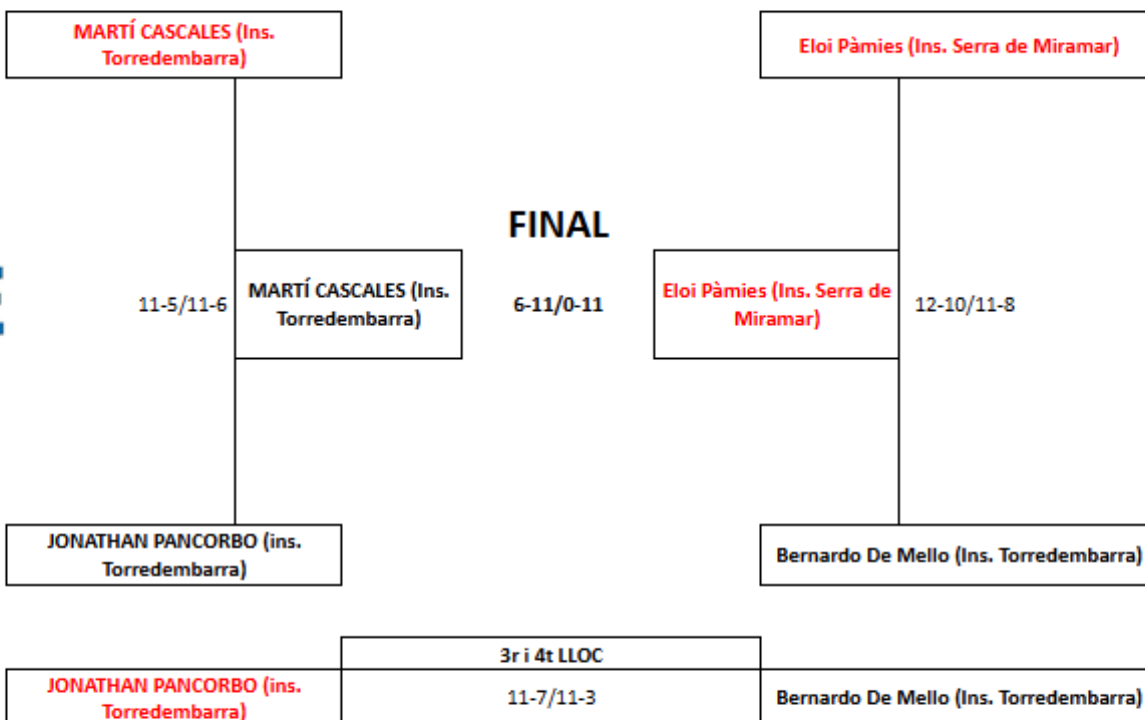 MARTÍ CASCALES (Ins.
Torredembarra)
Eloi Pàmies (Ins. Serra de Miramar)
FINAL
11-5/11-6
MARTÍ CASCALES (Ins.
Torredembarra)
6-11/0-11
Eloi Pàmies (Ins. Serra de
Miramar)
12-10/11-8
JONATHAN PANCORBO (ins.
Torredembarra)
Bernardo De Mello (Ins. Torredembarra)
3r i 4t LLOC
JONATHAN PANCORBO (ins.
Torredembarra)
11-7/11-3
Bernardo De Mello (Ins. Torredembarra)